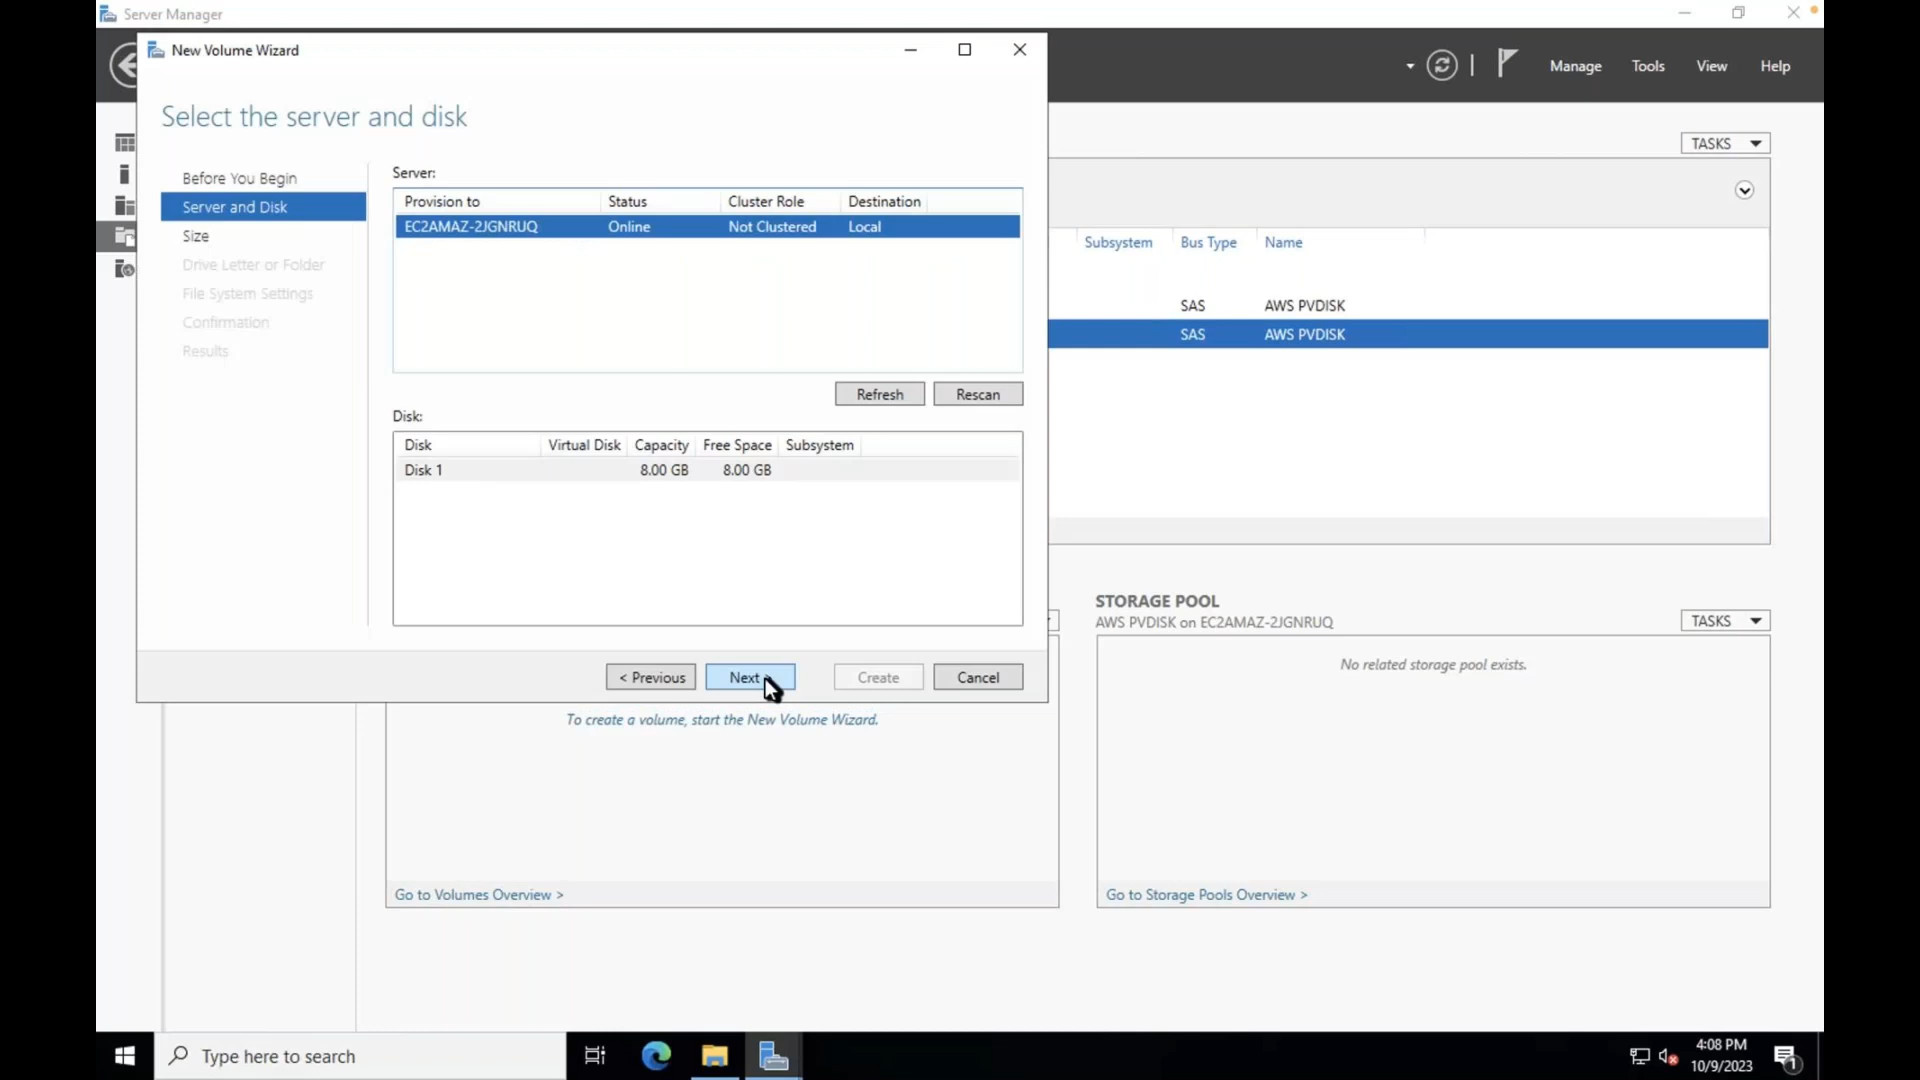 Server Manager
New Volume Wizard
Manage Tools View Help
Select the server and disk
TASKS
Before You Begin
Server and Disk
Size
Drive Letter or Folder
File System Settings
Confirmation
Results
Server:
Provision to Status Cluster Role Destination
EC2AMAZ-2JGNRUQ Online Not Clustered Local
Refresh Rescan
Disk:
Disk Virtual Disk Capacity Free Space Subsystem
Disk 1 8.00 GB 8.00 GB
< Previous Next Create Cancel
Subsystem Bus Type Name
SAS AWS PVDISK
SAS AWS PVDISK
To create a volume, start the New Volume Wizard.
Go to Volumes Overview >
STORAGE POOL
AWS PVDISK on EC2AMAZ-2JGNRUQ
TASKS
No related storage pool exists.
Go to Storage Pools Overview >
Type here to search
4:08 PM
10/9/2023
1